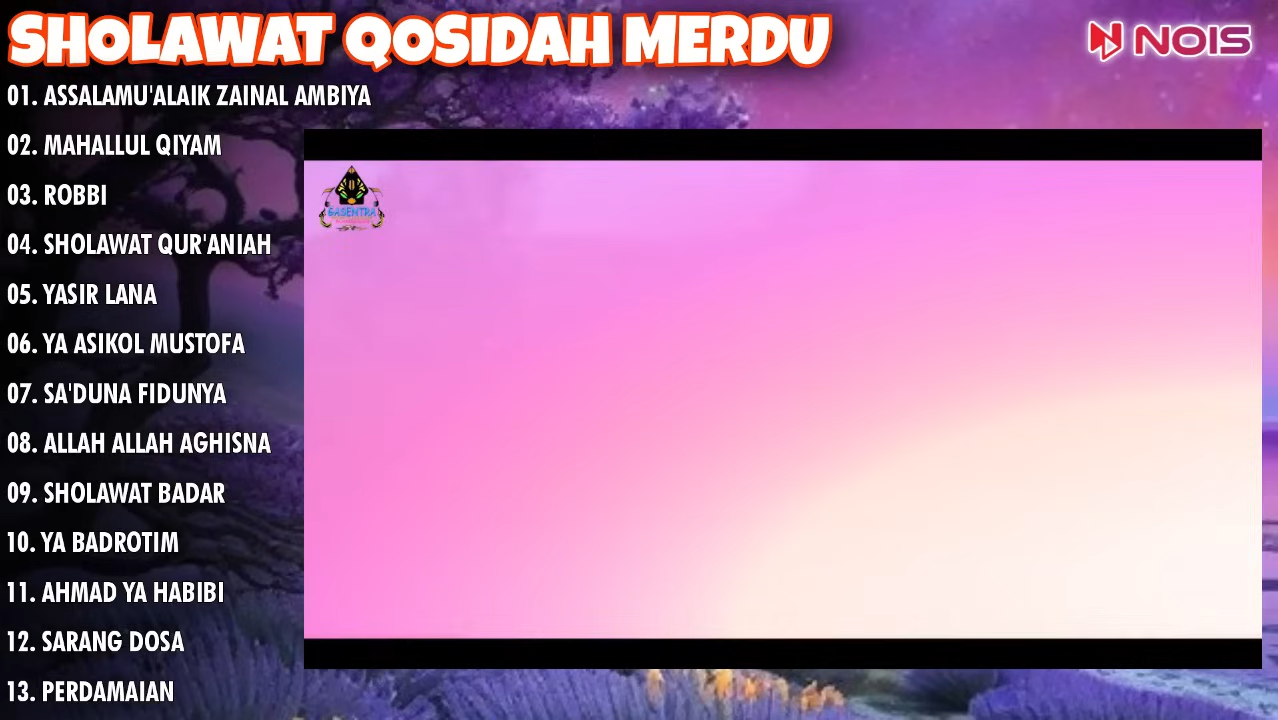 SHOLAWAT QOSIDAH MERDU
NOIS
01. ASSALAMU'ALAIK ZAINAL AMBIYA
02. MAHALLUL QIYAM
03. ROBBI
04. SHOLAWAT QUR'ANIAH
05. YASIR LANA
06. YA ASIKOL MUSTOFA
07. SA'DUNA FIDUNYA
08. ALLAH ALLAH AGHISNA
09. SHOLAWAT BADAR
10. YA BADROTIM
11. AHMAD YA HABIBI
12. SARANG DOSA
13. PERDAMAIAN